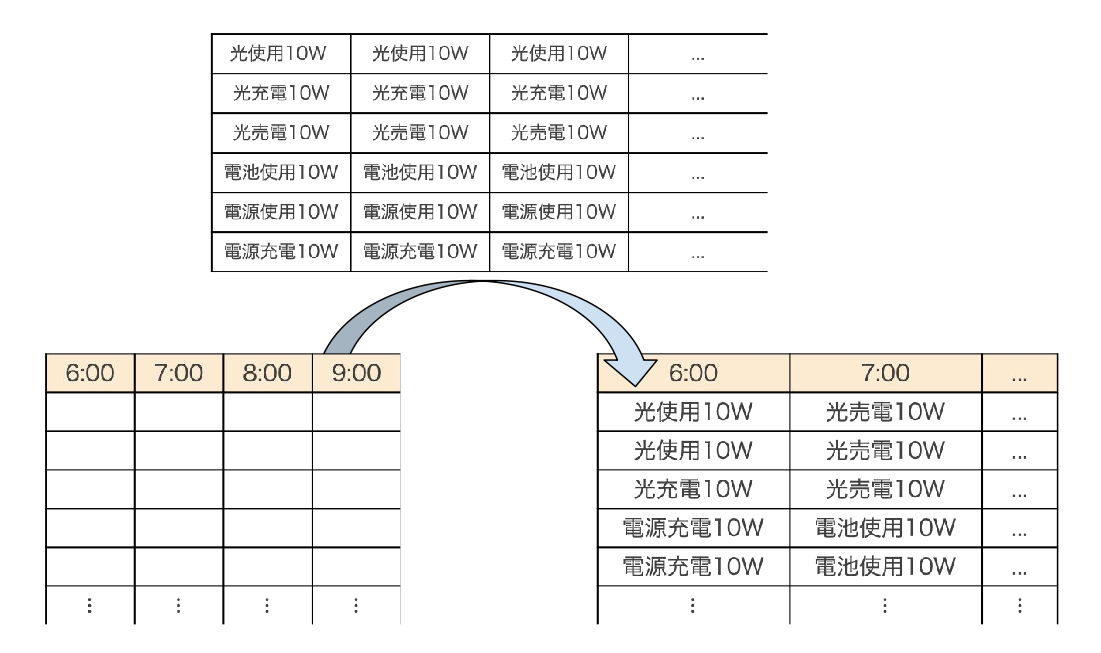 光使用10W 光使用10W 光使用10W ...
光充電10W 光充電10W 光充電10W ...
光売電10W 光売電10W 光売電10W ...
電池使用10W 電池使用10W 電池使用10W ...
電源使用10W 電源使用10W 電源使用10W ...
電源充電10W 電源充電10W 電源充電10W ...
6:00 7:00 8:00 9:00
⋮ ⋮ ⋮ ⋮
6:00 7:00 ...
光使用10W 光売電10W ...
光使用10W 光売電10W ...
光充電10W 光売電10W ...
電源充電10W 電池使用10W ...
電源充電10W 電池使用10W ...
⋮ ⋮ ⋮